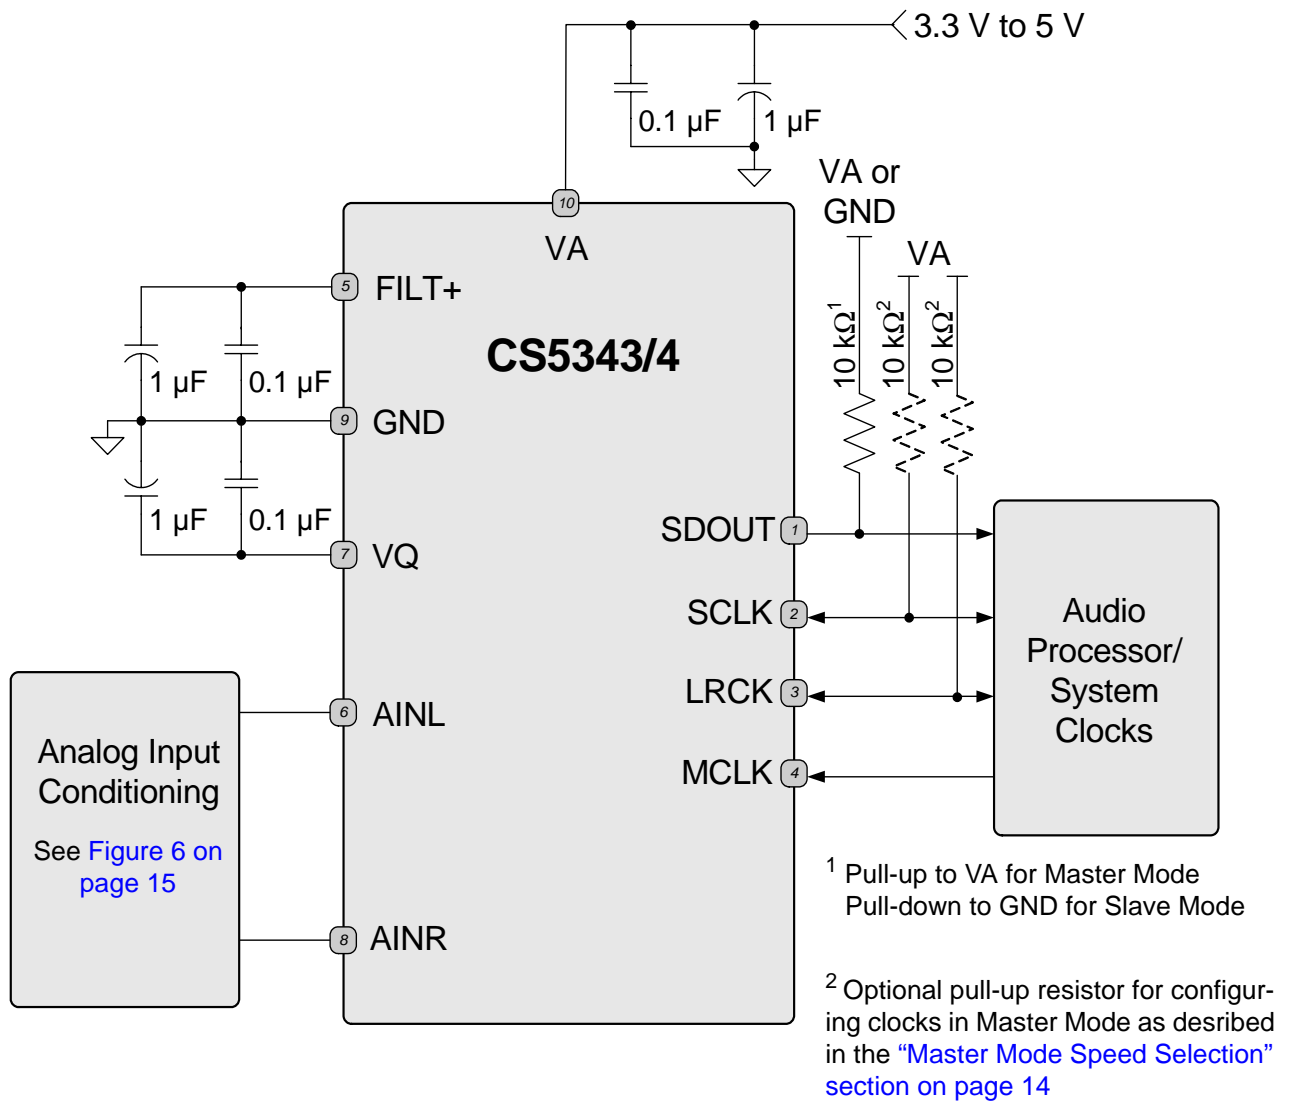 3.3 V to 5 V
0.1 µF
1 µF
VA or
GND
VA
10
VA
5
FILT+
CS5343/4
10 kΩ1
10 kΩ2
10 kΩ2
1 µF
0.1 µF
9
GND
1 µF
0.1 µF
7
VQ
SDOUT
1
SCLK
2
LRCK
3
MCLK
4
Audio
Processor/
System
Clocks
Analog Input
Conditioning
See Figure 6 on
page 15
6
AINL
8
AINR
1 Pull-up to VA for Master Mode
Pull-down to GND for Slave Mode
2 Optional pull-up resistor for configur-
ing clocks in Master Mode as desribed
in the “Master Mode Speed Selection”
section on page 14